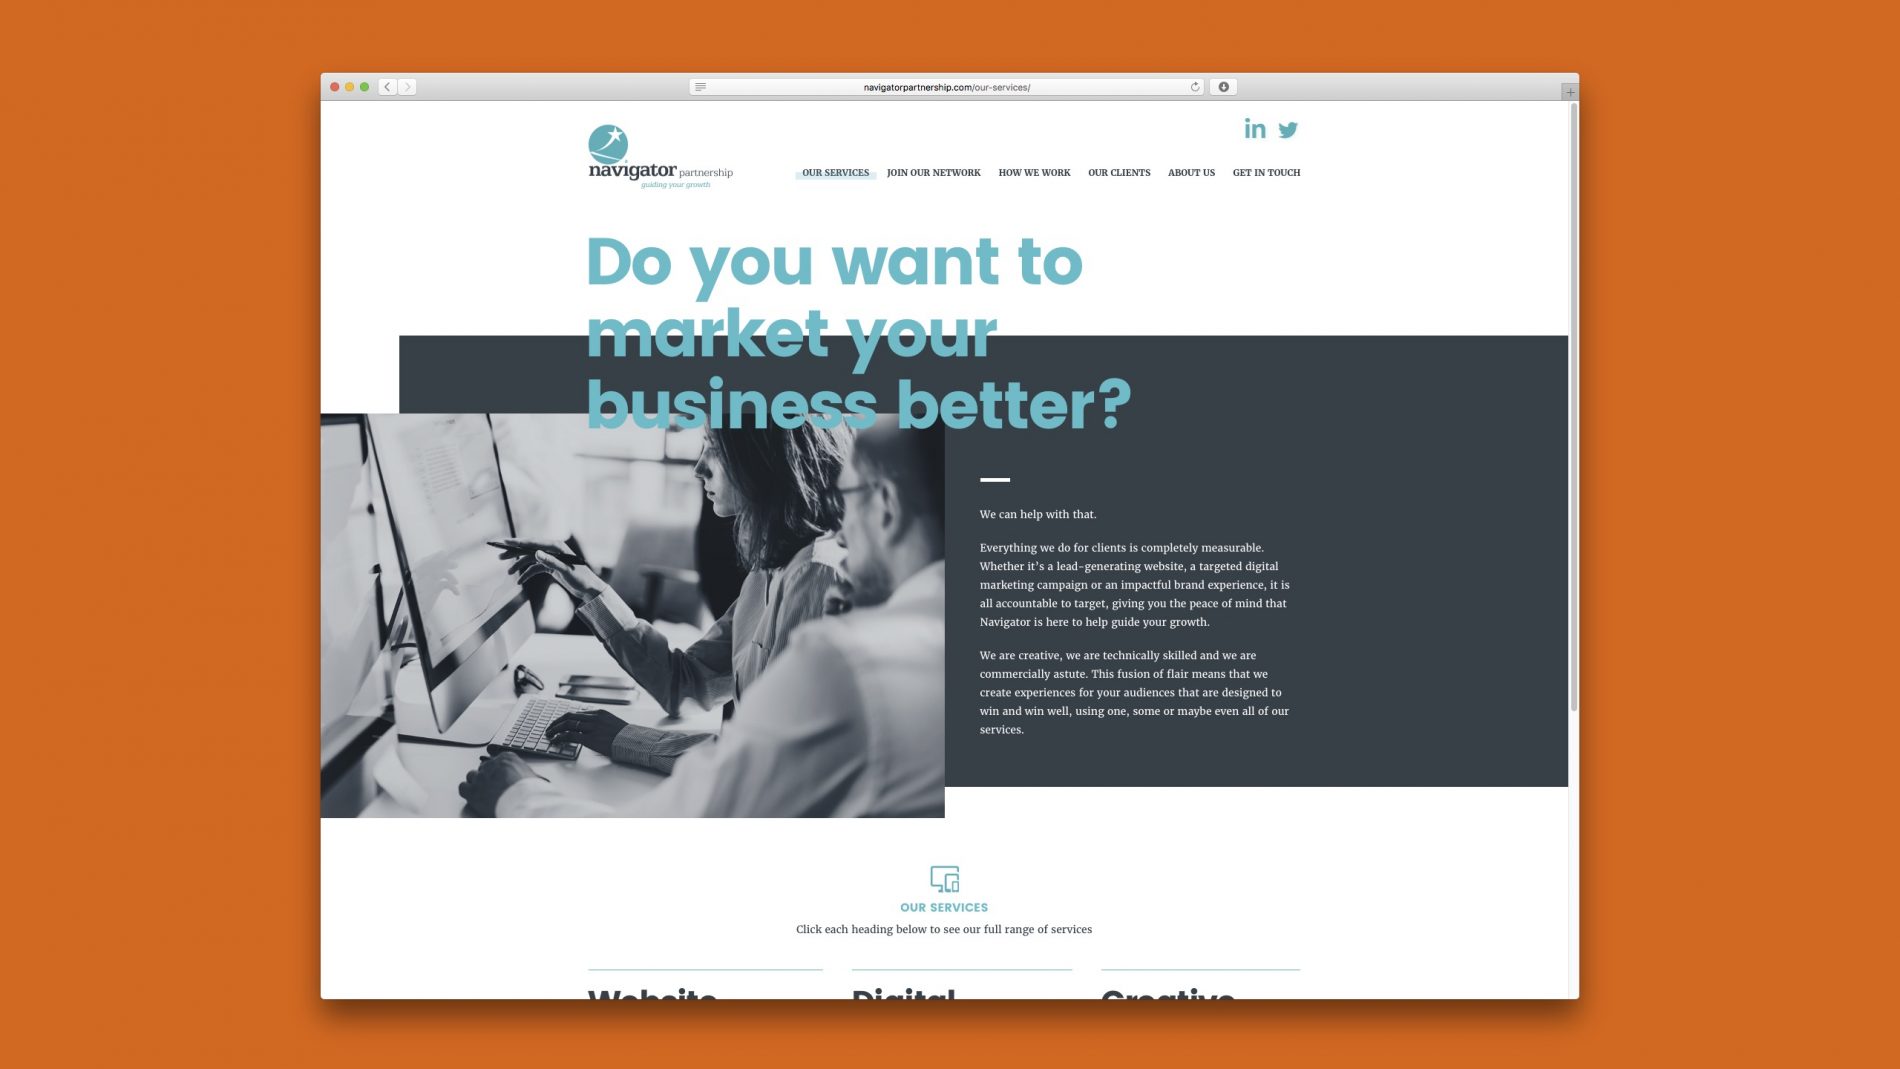 navigatorpartnership.com/our-services/
in
navigator partnership
guiding your growth
OUR SERVICES JOIN OUR NETWORK HOW WE WORK OUR CLIENTS ABOUT US GET IN TOUCH
Do you want to
market your
business better?
We can help with that.
Everything we do for clients is completely measurable.
Whether it’s a lead-generating website, a targeted digital
marketing campaign or an impactful brand experience, it is
all accountable to target, giving you the peace of mind that
Navigator is here to help guide your growth.
We are creative, we are technically skilled and we are
commercially astute. This fusion of flair means that we
create experiences for your audiences that are designed to
win and win well, using one, some or maybe even all of our
services.
OUR SERVICES
Click each heading below to see our full range of services
Website Digital Creative